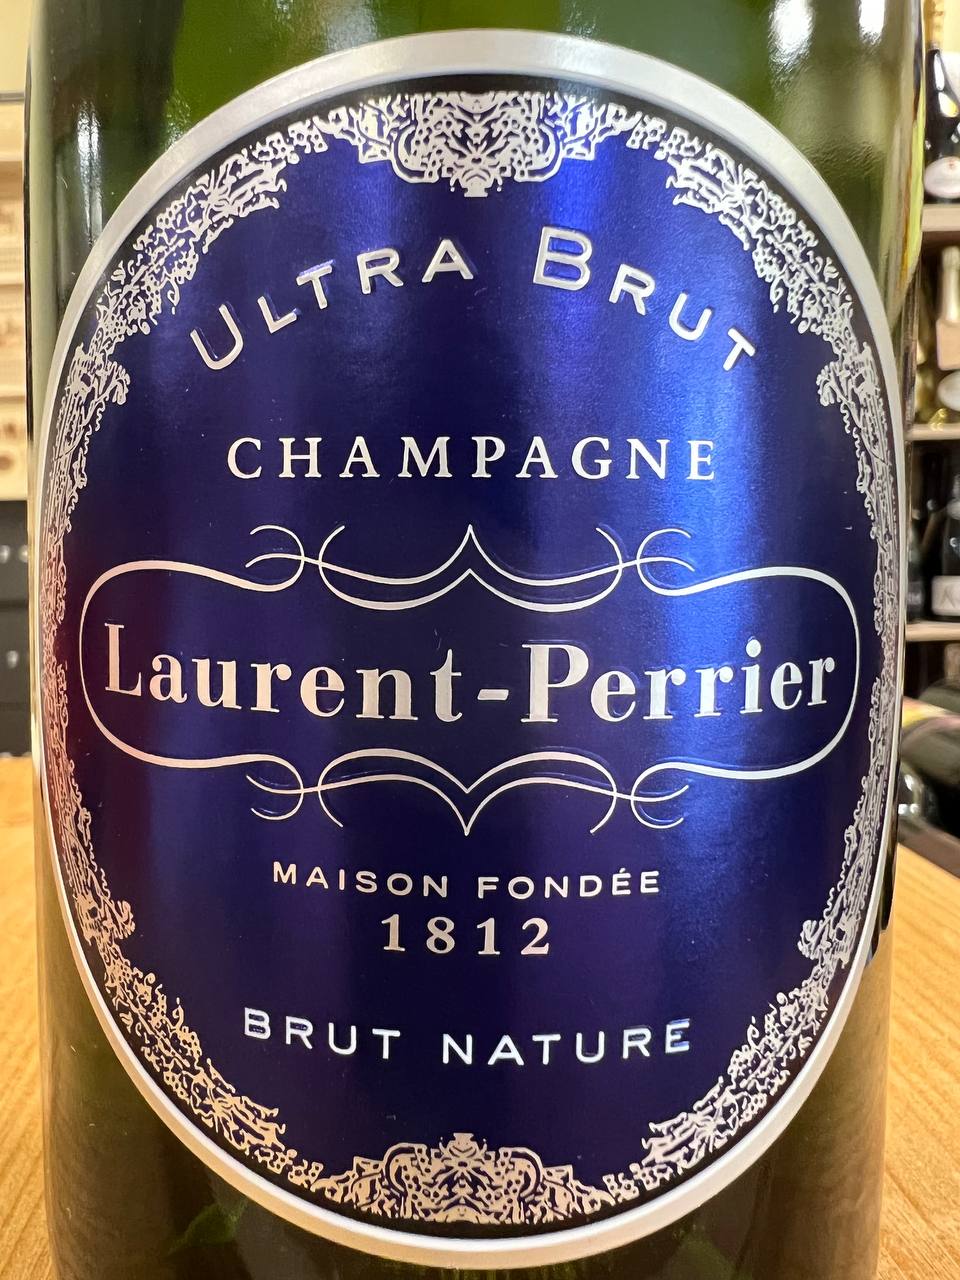 ULTRA BRUT
CHAMPAGNE
Laurent-Perrier
MAISON FONDÉE
1812
BRUT NATURE